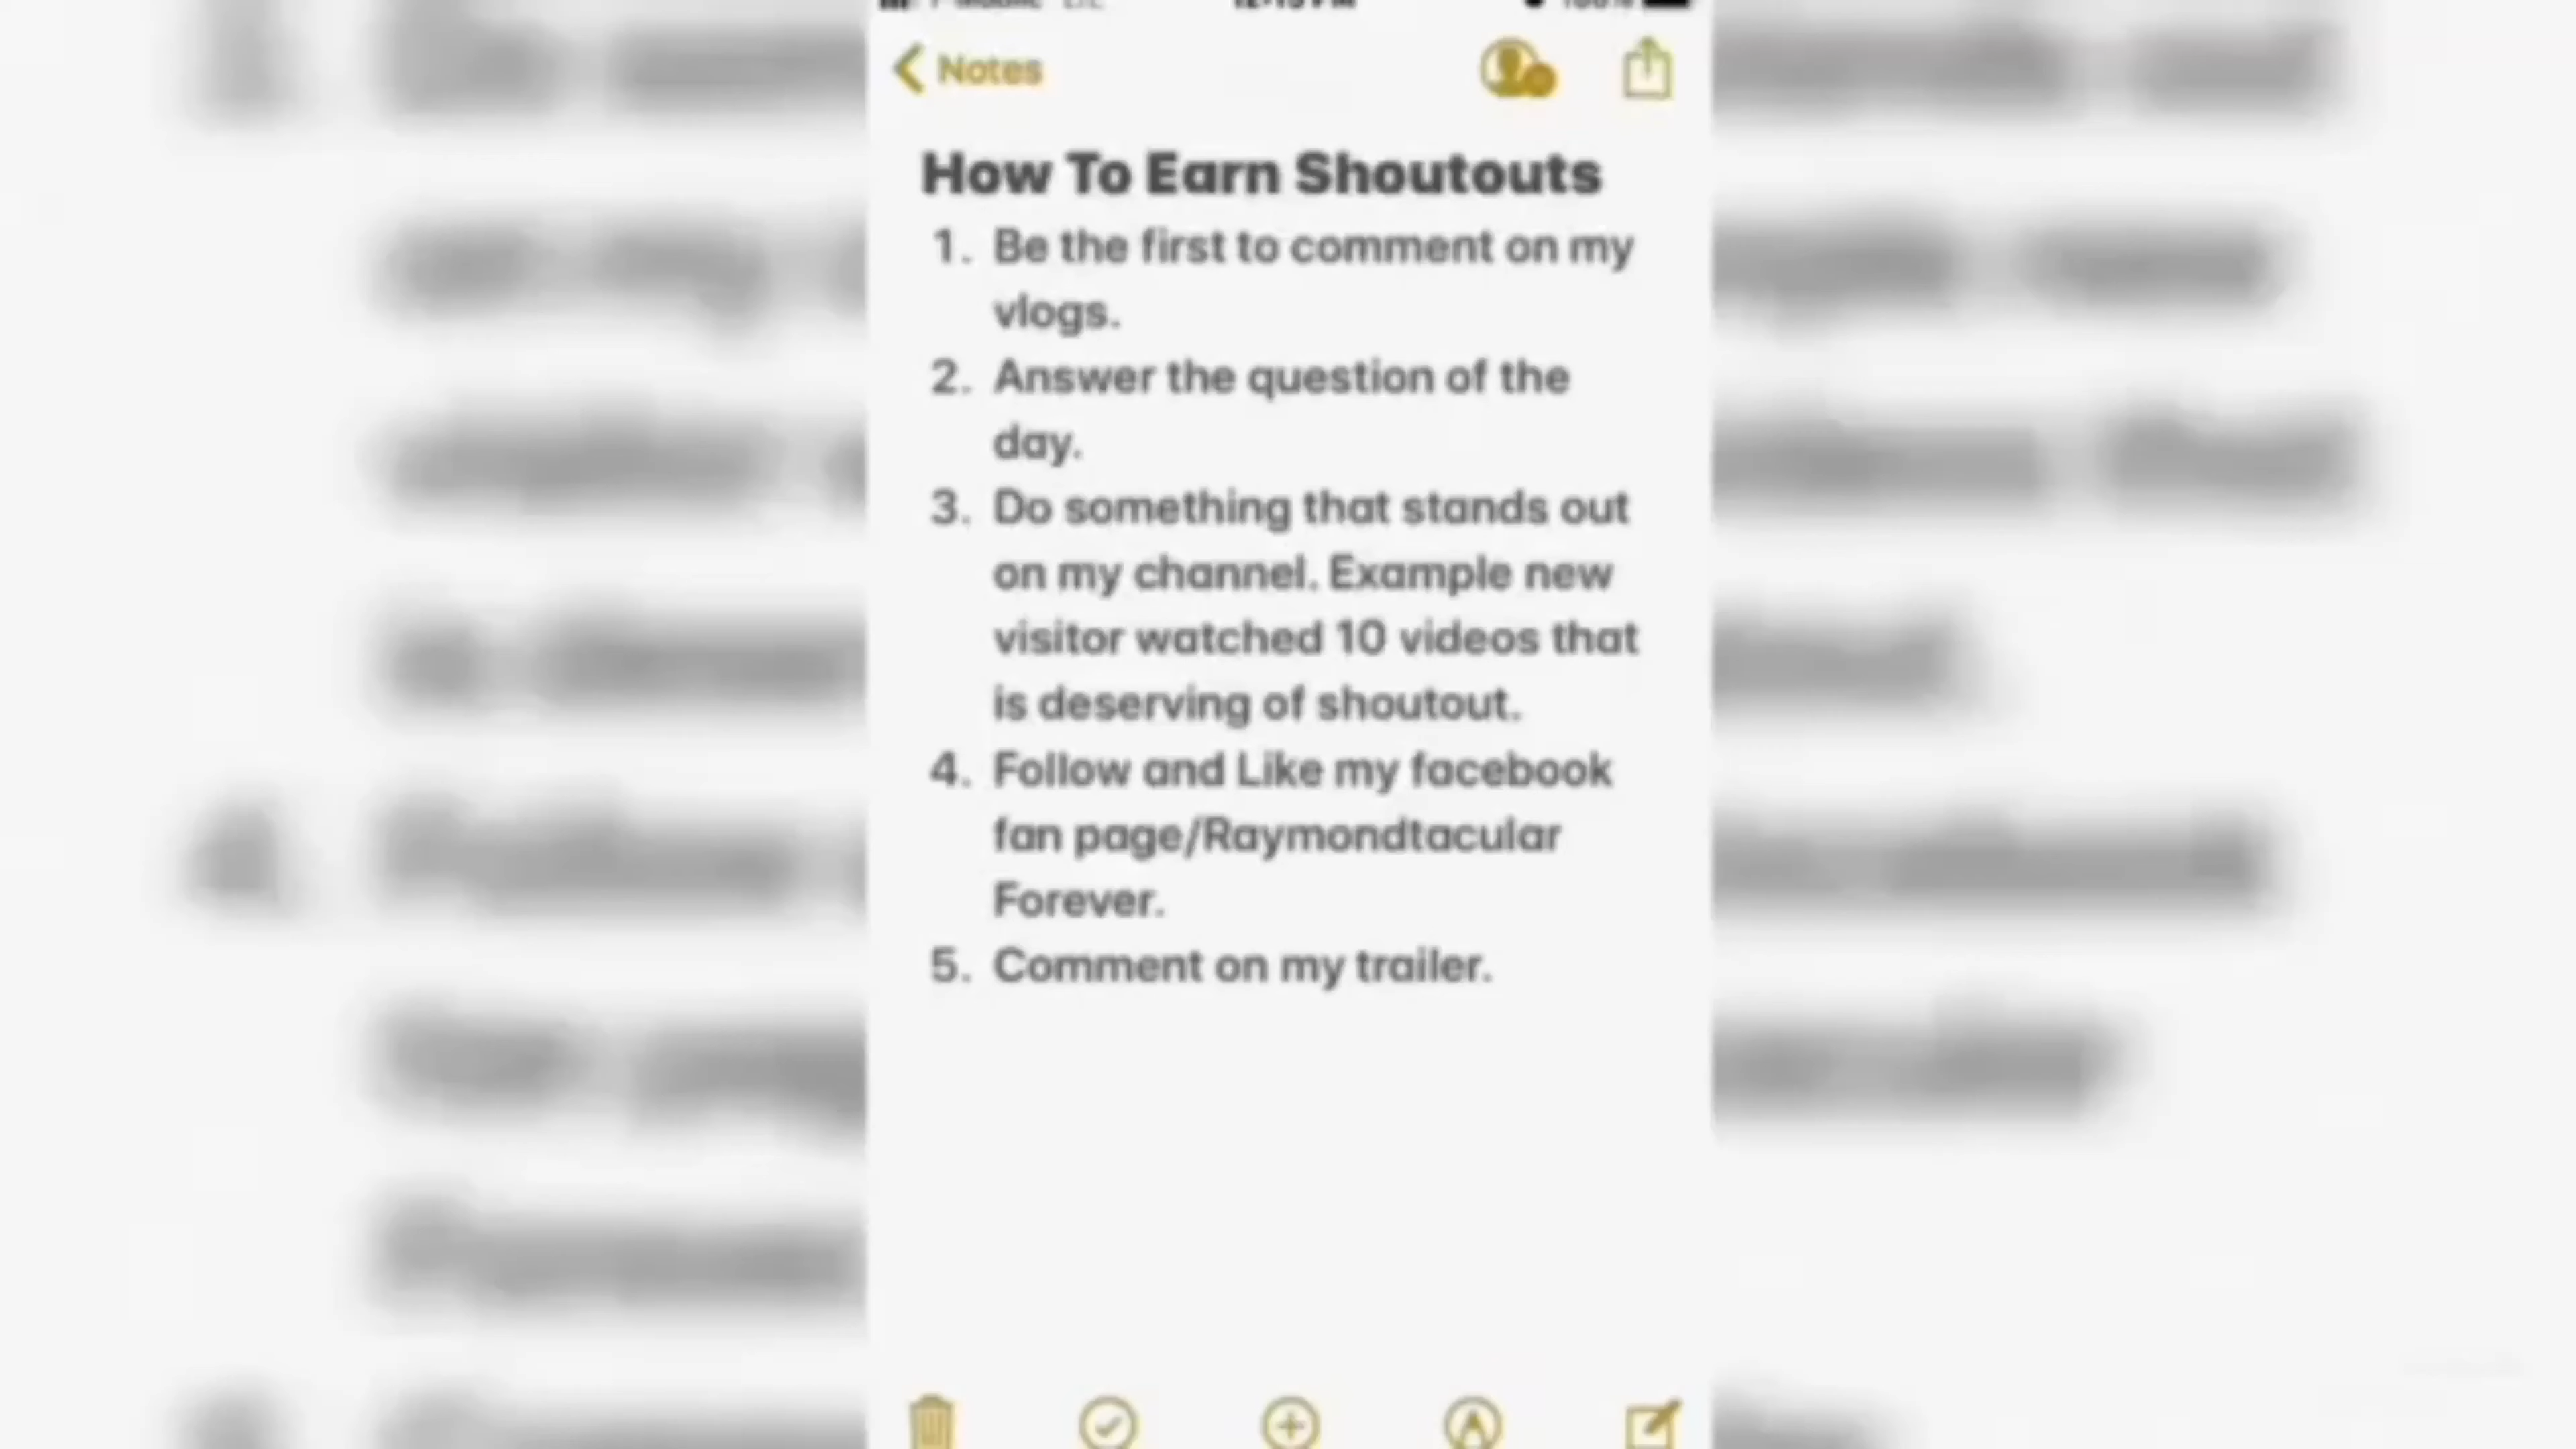 Notes
How To Earn Shoutouts
1. Be the first to comment on my
vlogs.
2. Answer the question of the
day.
3. Do something that stands out
on my channel. Example new
visitor watched 10 videos that
is deserving of shoutout.
4. Follow and Like my facebook
fan page/Raymondtacular
Forever.
5. Comment on my trailer.